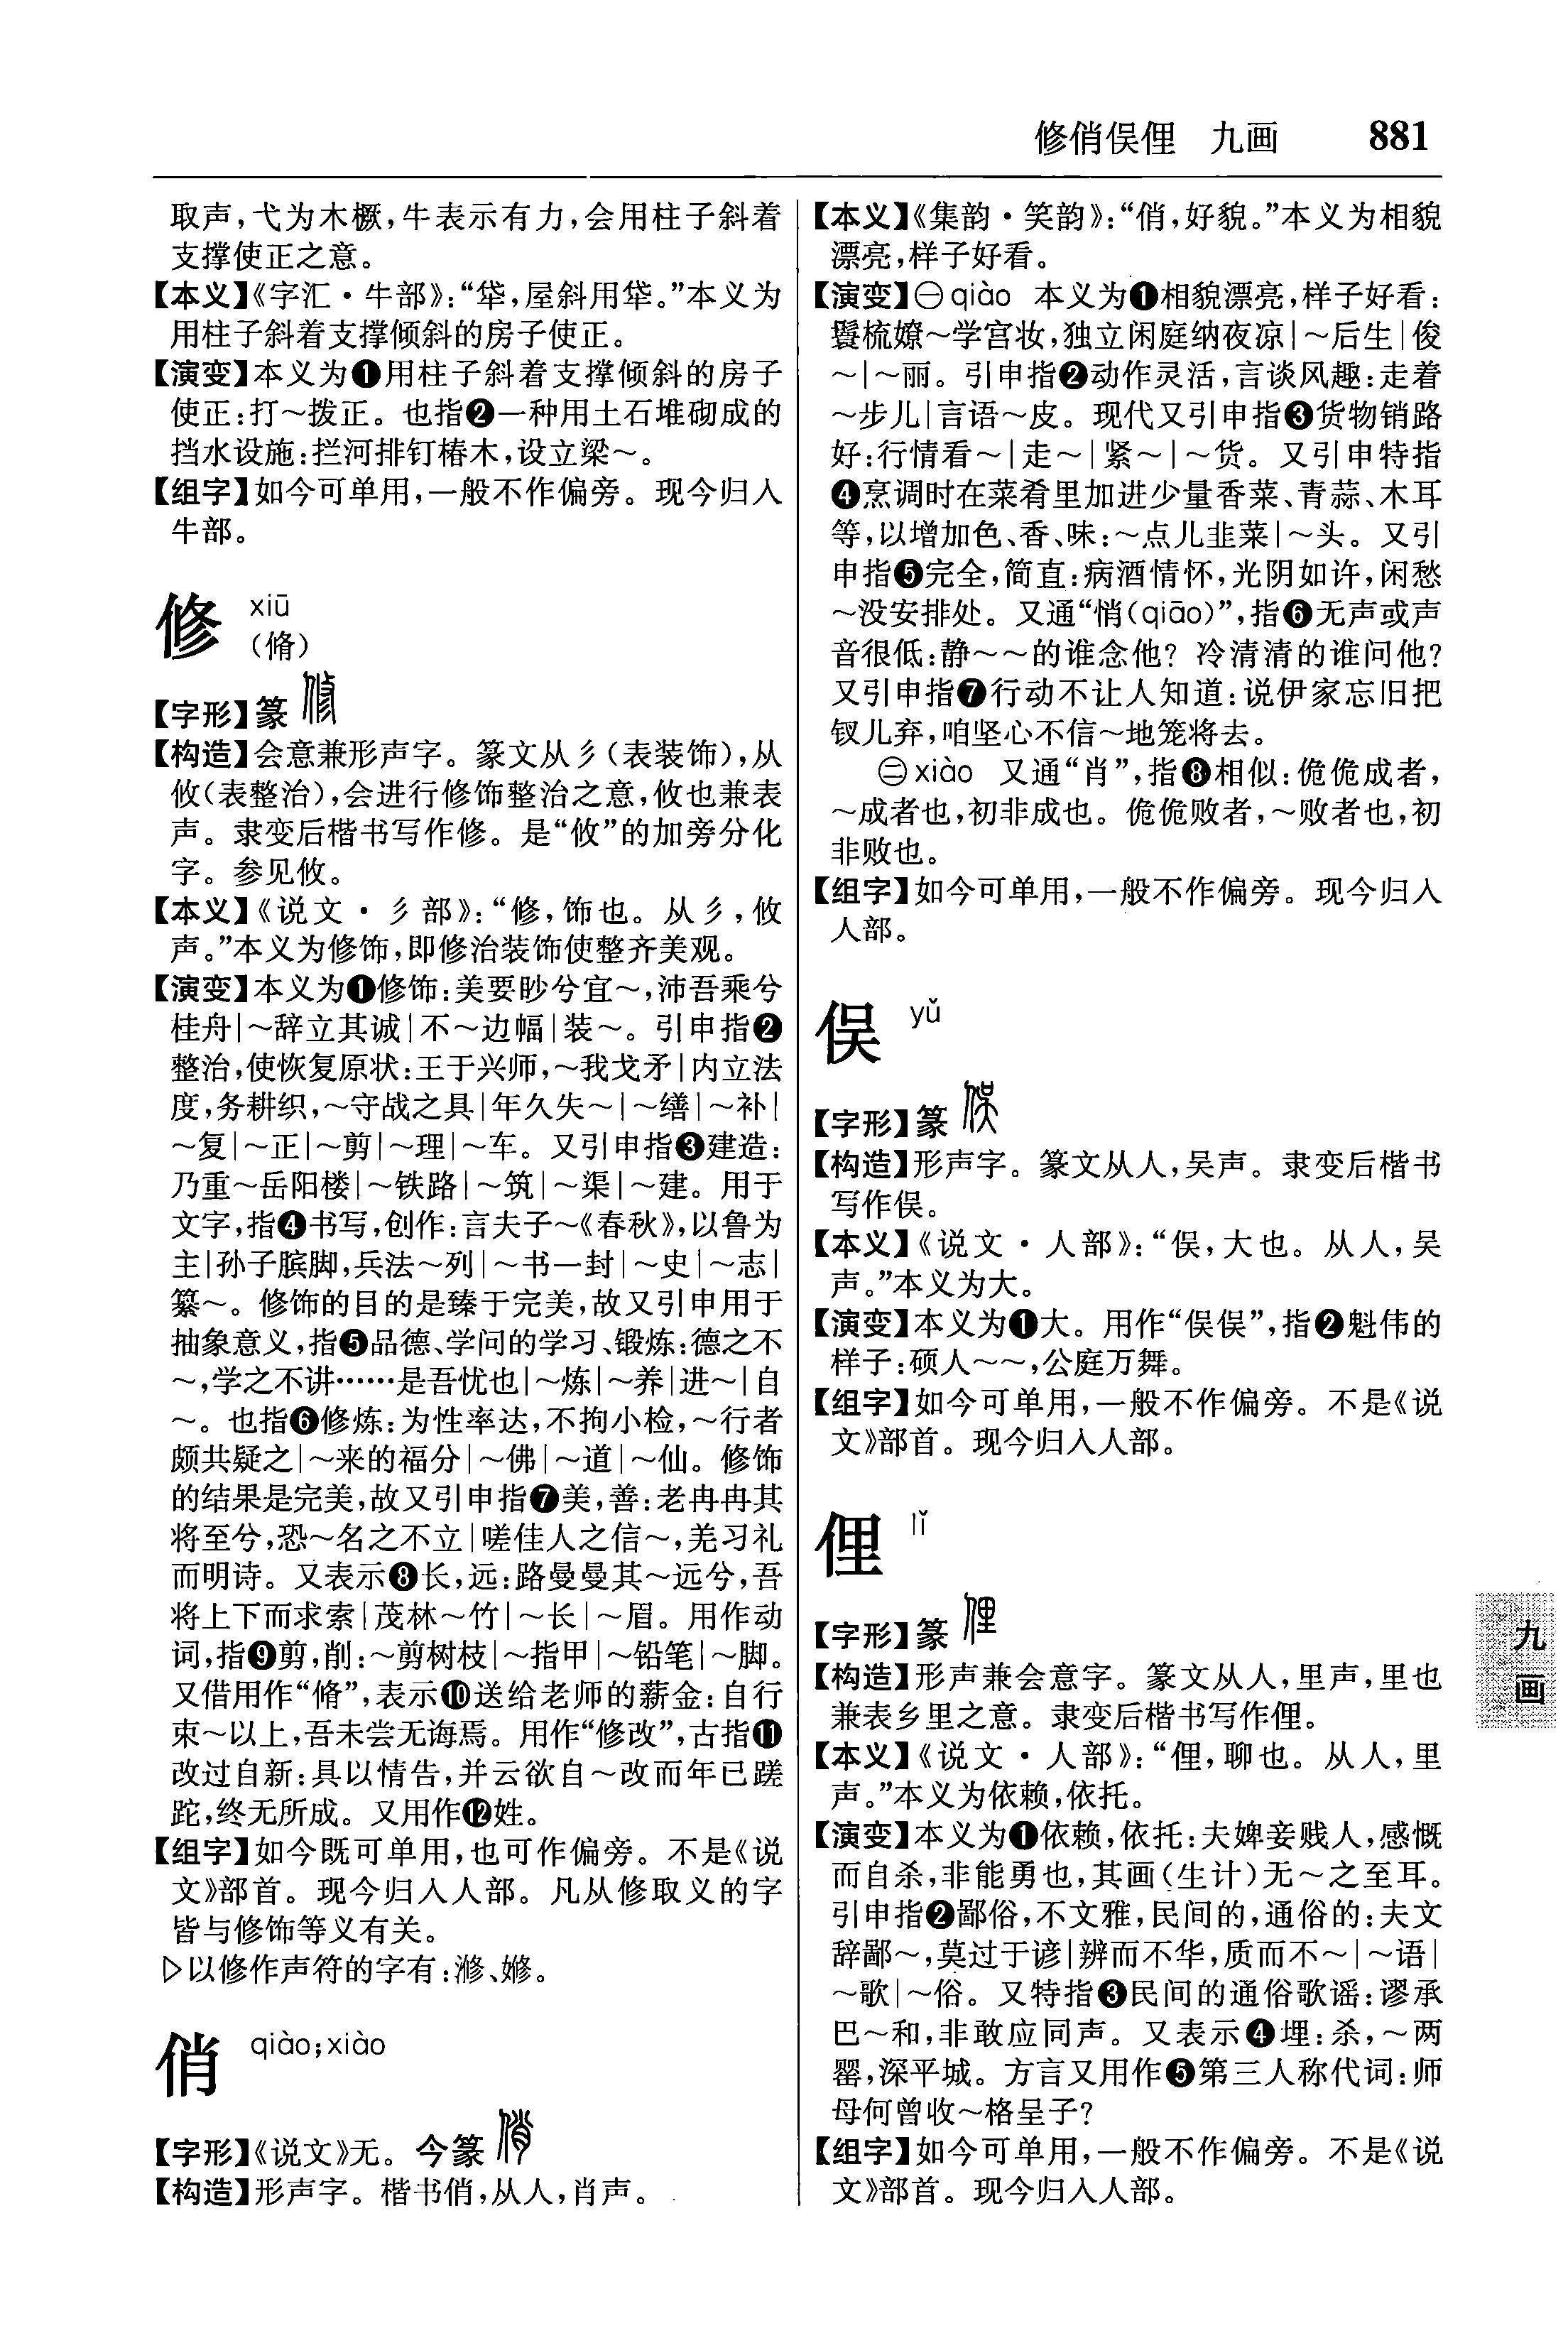 修俏俣俚　九画　881
取声，弋为木橛，牛表示有力，会用柱子斜着
支撑使正之意。
【本义】《字汇·牛部》：“牮，屋斜用牮。”本义为
用柱子斜着支撑倾斜的房子使正。
【演变】本义为❶用柱子斜着支撑倾斜的房子
使正：打～拨正。也指❷一种用土石堆砌成的
挡水设施：拦河排钉椿木，设立梁～。
【组字】如今可单用，一般不作偏旁。现今归入
牛部。
修 xiū
（脩）
【字形】篆
【构造】会意兼形声字。篆文从彡（表装饰），从
攸（表整治），会进行修饰整治之意，攸也兼表
声。隶变后楷书写作修。是“攸”的加旁分化
字。参见攸。
【本义】《说文·彡部》：“修，饰也。从彡，攸
声。”本义为修饰，即修治装饰使整齐美观。
【演变】本义为❶修饰：美要眇兮宜～，沛吾乘兮
桂舟|～辞立其诚|不～边幅|装～。引申指❷
整治，使恢复原状：王于兴师，～我戈矛|内立法
度，务耕织，～守战之具|年久失～|～缮|～补|
～复|～正|～剪|～理|～车。又引申指❸建造：
乃重～岳阳楼|～铁路|～筑|～渠|～建。用于
文字，指❹书写，创作：言夫子～《春秋》，以鲁为
主|孙子膑脚，兵法～列|～书一封|～史|～志|
纂～。修饰的目的是臻于完美，故又引申用于
抽象意义，指❺品德、学问的学习、锻炼：德之不
～，学之不讲……是吾忧也|～炼|～养|进～|自
～。也指❻修炼：为性率达，不拘小检，～行者
颇共疑之|～来的福分|～佛|～道|～仙。修饰
的结果是完美，故又引申指❼美，善：老冉冉其
将至兮，恐～名之不立|嗟佳人之信～，羌习礼
而明诗。又表示❽长，远：路曼曼其～远兮，吾
将上下而求索|茂林～竹|～长|～眉。用作动
词，指❾剪，削：～剪树枝|～指甲|～铅笔|～脚。
又借用作“脩”，表示❿送给老师的薪金：自行
束～以上，吾未尝无诲焉。用作“修改”，古指⓫
改过自新：具以情告，并云欲自～改而年已蹉
跎，终无所成。又用作⓬姓。
【组字】如今既可单用，也可作偏旁。不是《说
文》部首。现今归入人部。凡从修取义的字
皆与修饰等义有关。
▷以修作声符的字有：滫、嫎。
俏 qiào；xiào
【字形】《说文》无。今篆
【构造】形声字。楷书俏，从人，肖声。
【本义】《集韵·笑韵》：“俏，好貌。”本义为相貌
漂亮，样子好看。
【演变】㊀qiào 本义为❶相貌漂亮，样子好看：
鬟梳嫽～学宫妆，独立闲庭纳夜凉|～后生|俊
～|～丽。引申指❷动作灵活，言谈风趣：走着
～步儿|言语～皮。现代又引申指❸货物销路
好：行情看～|走～|紧～|～货。又引申特指
❹烹调时在菜肴里加进少量香菜、青蒜、木耳
等，以增加色、香、味：～点儿韭菜|～头。又引
申指❺完全，简直：病酒情怀，光阴如许，闲愁
～没安排处。又通“悄（qiāo）”，指❻无声或声
音很低：静～～的谁念他？冷清清的谁问他？
又引申指❼行动不让人知道：说伊家忘旧把
钗儿弃，咱坚心不信～地笼将去。
㊁xiào 又通“肖”，指❽相似：佹佹成者，
～成者也，初非成也。佹佹败者，～败者也，初
非败也。
【组字】如今可单用，一般不作偏旁。现今归入
人部。
俣 yǔ
【字形】篆
【构造】形声字。篆文从人，吴声。隶变后楷书
写作俣。
【本义】《说文·人部》：“俣，大也。从人，吴
声。”本义为大。
【演变】本义为❶大。用作“俣俣”，指❷魁伟的
样子：硕人～～，公庭万舞。
【组字】如今可单用，一般不作偏旁。不是《说
文》部首。现今归入人部。
俚 lǐ
【字形】篆
【构造】形声兼会意字。篆文从人，里声，里也
兼表乡里之意。隶变后楷书写作俚。
【本义】《说文·人部》：“俚，聊也。从人，里
声。”本义为依赖，依托。
【演变】本义为❶依赖，依托：夫婢妾贱人，感慨
而自杀，非能勇也，其画（生计）无～之至耳。
引申指❷鄙俗，不文雅，民间的，通俗的：夫文
辞鄙～，莫过于谚|辨而不华，质而不～|～语|
～歌|～俗。又特指❸民间的通俗歌谣：谬承
巴～和，非敢应同声。又表示❹埋：杀，～两
罂，深平城。方言又用作❺第三人称代词：师
母何曾收～格呈子？
【组字】如今可单用，一般不作偏旁。不是《说
文》部首。现今归入人部。
九
画